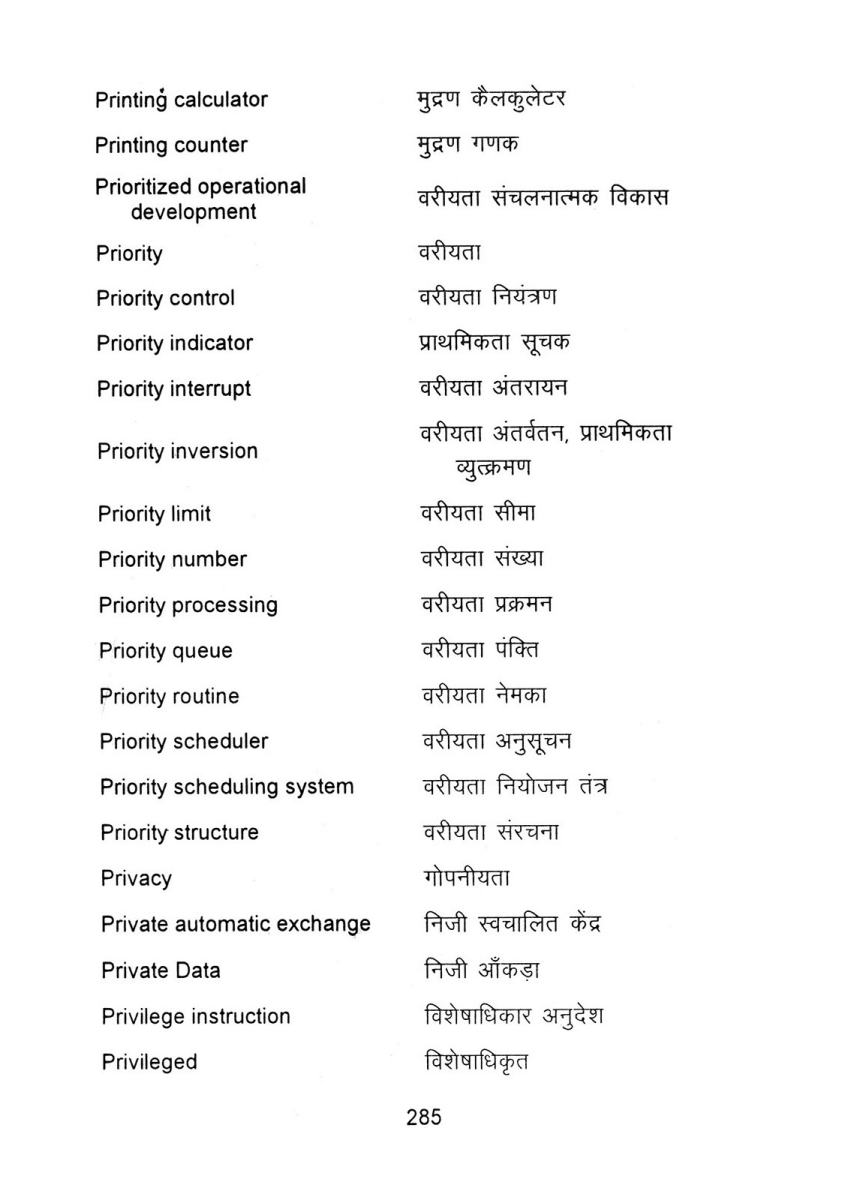 Printing calculator मुद्रण कैलकुलेटर
Printing counter मुद्रण गणक
Prioritized operational
development वरीयता संचलनात्मक विकास
Priority वरीयता
Priority control वरीयता नियंत्रण
Priority indicator प्राथमिकता सूचक
Priority interrupt वरीयता अंतरायन
Priority inversion वरीयता अंतर्वतन, प्राथमिकता
व्युत्क्रमण
Priority limit वरीयता सीमा
Priority number वरीयता संख्या
Priority processing वरीयता प्रक्रमन
Priority queue वरीयता पंक्ति
Priority routine वरीयता नेमका
Priority scheduler वरीयता अनुसूचन
Priority scheduling system वरीयता नियोजन तंत्र
Priority structure वरीयता संरचना
Privacy गोपनीयता
Private automatic exchange निजी स्वचालित केंद्र
Private Data निजी आँकड़ा
Privilege instruction विशेषाधिकार अनुदेश
Privileged विशेषाधिकृत
285